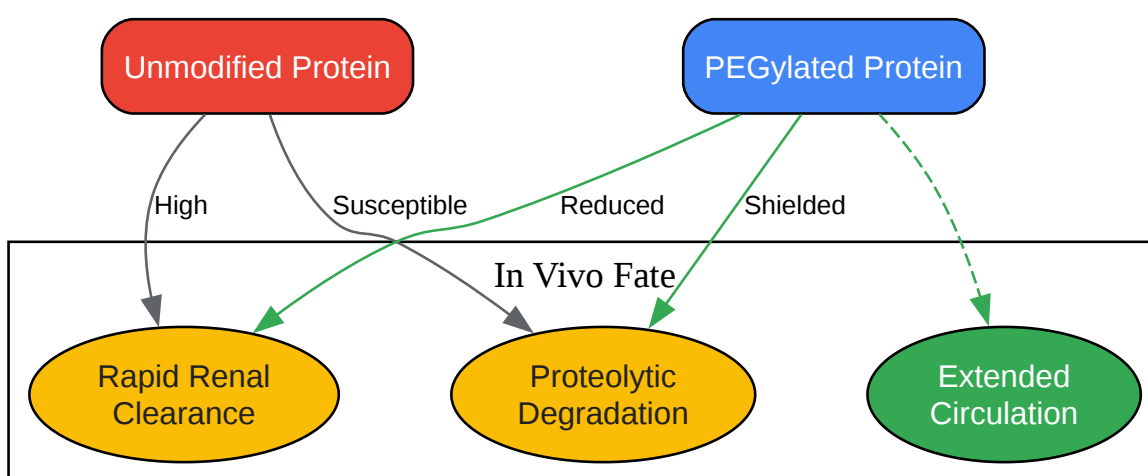 Unmodified Protein
PEGylated Protein
High
Susceptible
Reduced
Shielded
In Vivo Fate
Rapid Renal
Clearance
Proteolytic
Degradation
Extended
Circulation